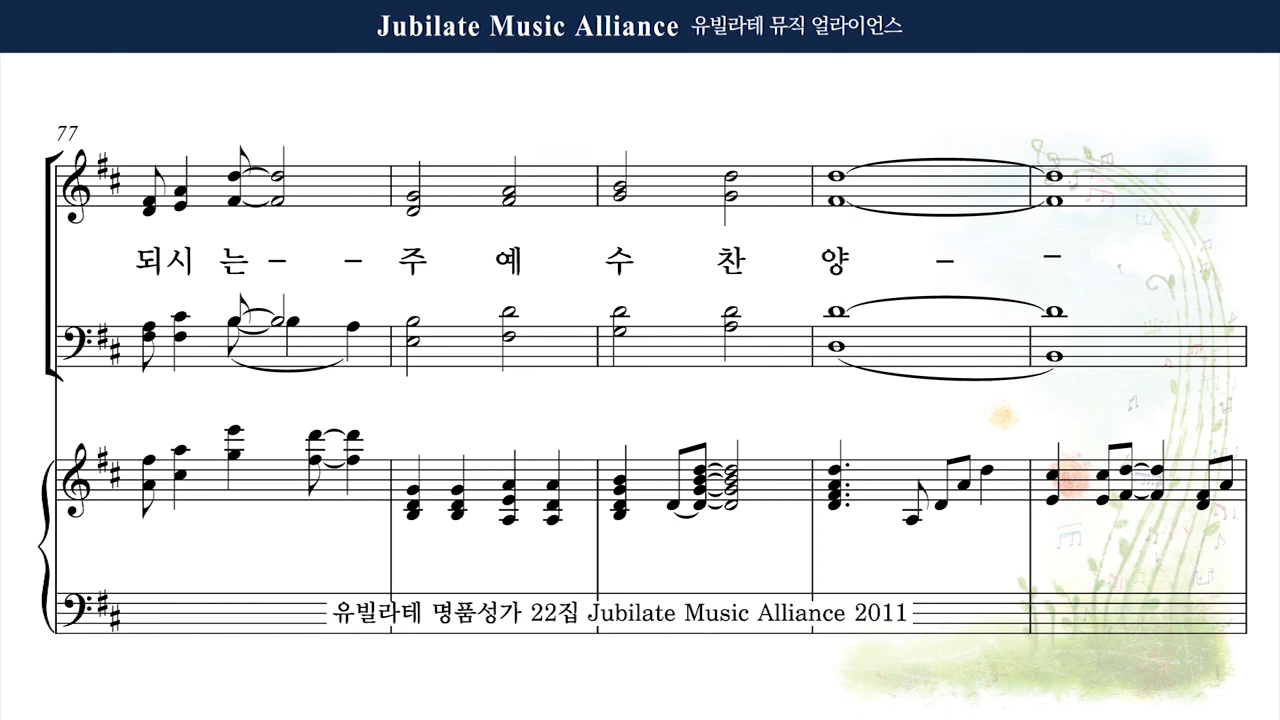 Jubilate Music Alliance 유빌라테 뮤직 얼라이언스
77
되시 는 – – 주 예 수 찬 양 – –
유빌라테 명품성가 22집 Jubilate Music Alliance 2011